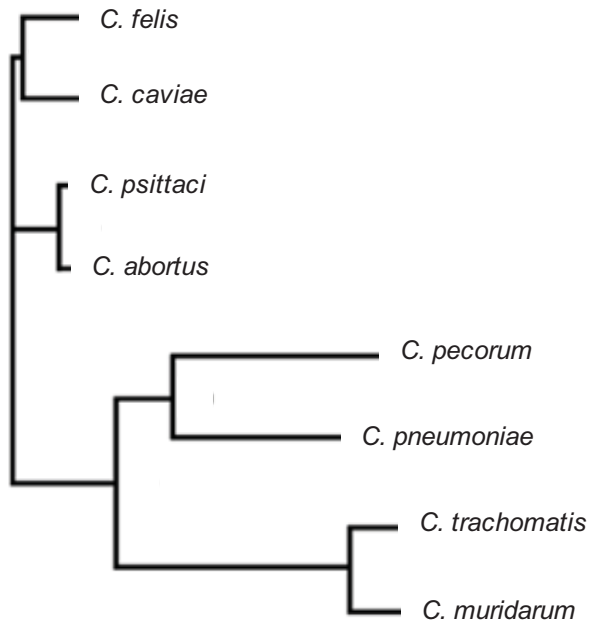 C. felis
C. caviae
C. psittaci
C. abortus
C. pecorum
C. pneumoniae
C. trachomatis
C. muridarum